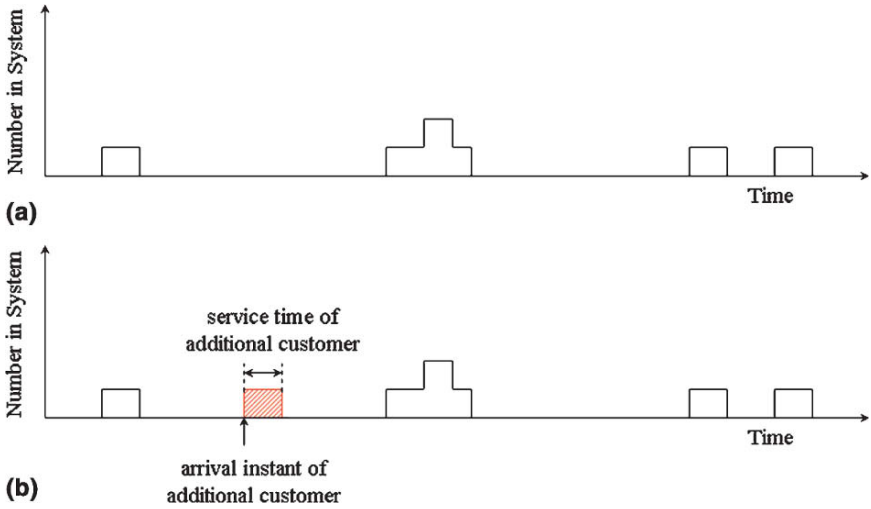 Number in System
Time
(a)
Number in System
service time of
additional customer
Time
arrival instant of
additional customer
(b)